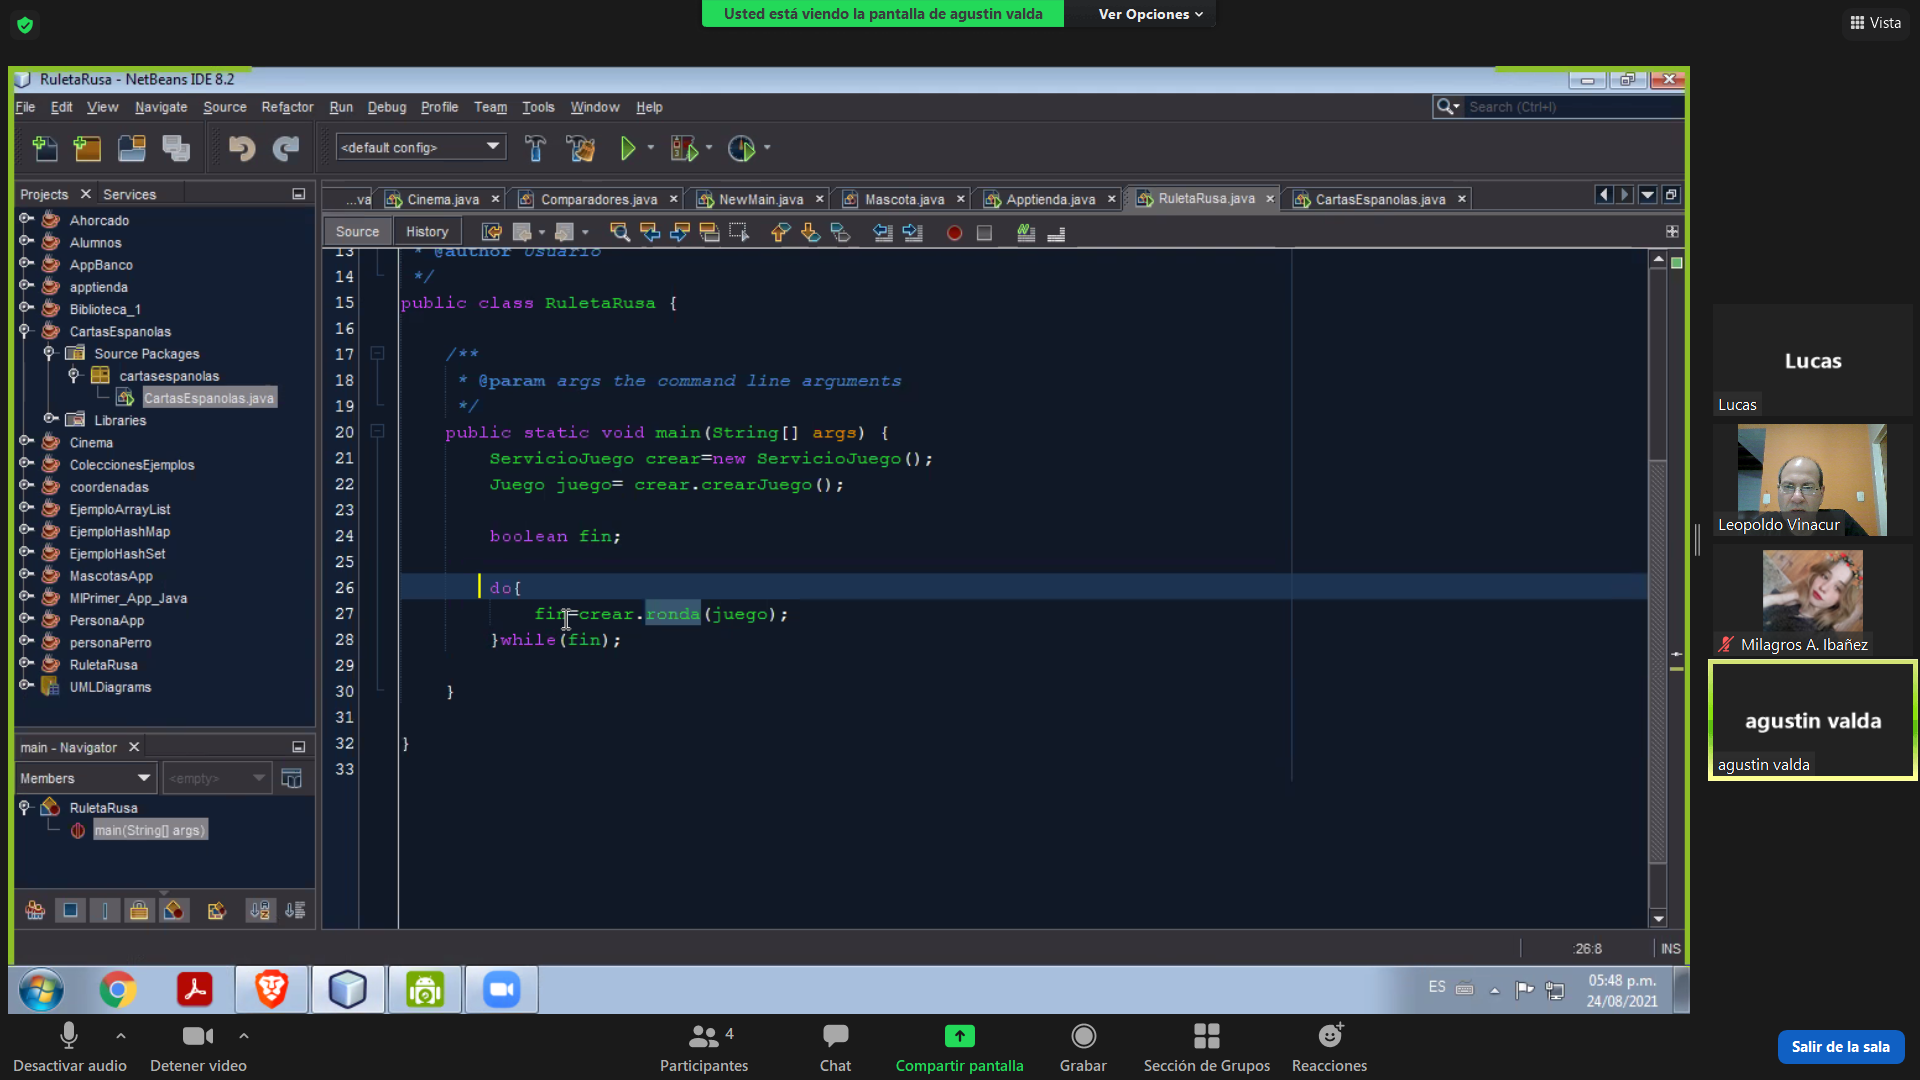 Usted está viendo la pantalla de agustin valda
Ver Opciones
Vista
RuletaRusa - NetBeans IDE 8.2
File Edit View Navigate Source Refactor Run Debug Profile Team Tools Window Help
Search (Ctrl+I)
<default config>
Projects
Services
...va
Cinema.java
Comparadores.java
NewMain.java
Mascota.java
Apptienda.java
RuletaRusa.java
CartasEspanolas.java
Source
History
Ahorcado
Alumnos
AppBanco
apptienda
Biblioteca_1
CartasEspanolas
Source Packages
cartasespanolas
CartasEspanolas.java
Libraries
Cinema
ColeccionesEjemplos
coordenadas
EjemploArrayList
EjemploHashMap
EjemploHashSet
MascotasApp
MIPrimer_App_Java
PersonaApp
personaPerro
RuletaRusa
UMLDiagrams
13 * @author Usuario
14 */
15 public class RuletaRusa {
16
17 /**
18 * @param args the command line arguments
19 */
20 public static void main(String[] args) {
21 ServicioJuego crear=new ServicioJuego();
22 Juego juego= crear.crearJuego();
23
24 boolean fin;
25
26 do{
27 fin=crear.ronda(juego);
28 }while(fin);
29
30 }
31
32 }
33
main - Navigator
Members
<empty>
RuletaRusa
main(String[] args)
26:8
INS
ES
05:48 p.m.
24/08/2021
Lucas
Lucas
Leopoldo Vinacur
Milagros A. Ibañez
agustin valda
agustin valda
Desactivar audio
Detener video
4
Participantes
Chat
Compartir pantalla
Grabar
Sección de Grupos
Reacciones
Salir de la sala